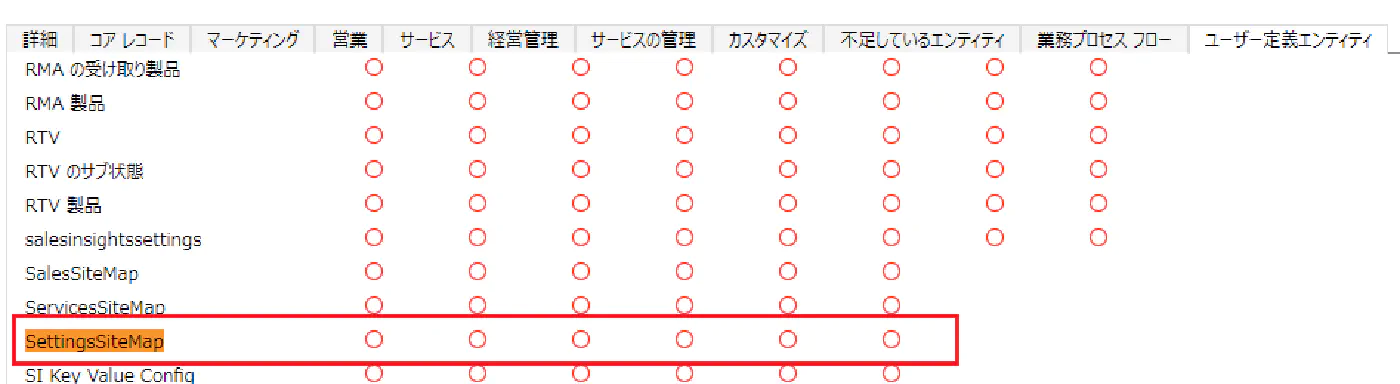 詳細 コア レコード マーケティング 営業 サービス 経営管理 サービスの管理 カスタマイズ 不足しているエンティティ 業務プロセス フロー ユーザー定義エンティティ
RMA の受け取り製品
RMA 製品
RTV
RTV のサブ状態
RTV 製品
salesinsightssettings
SalesSiteMap
ServicesSiteMap
SettingsSiteMap
SI Key Value Config